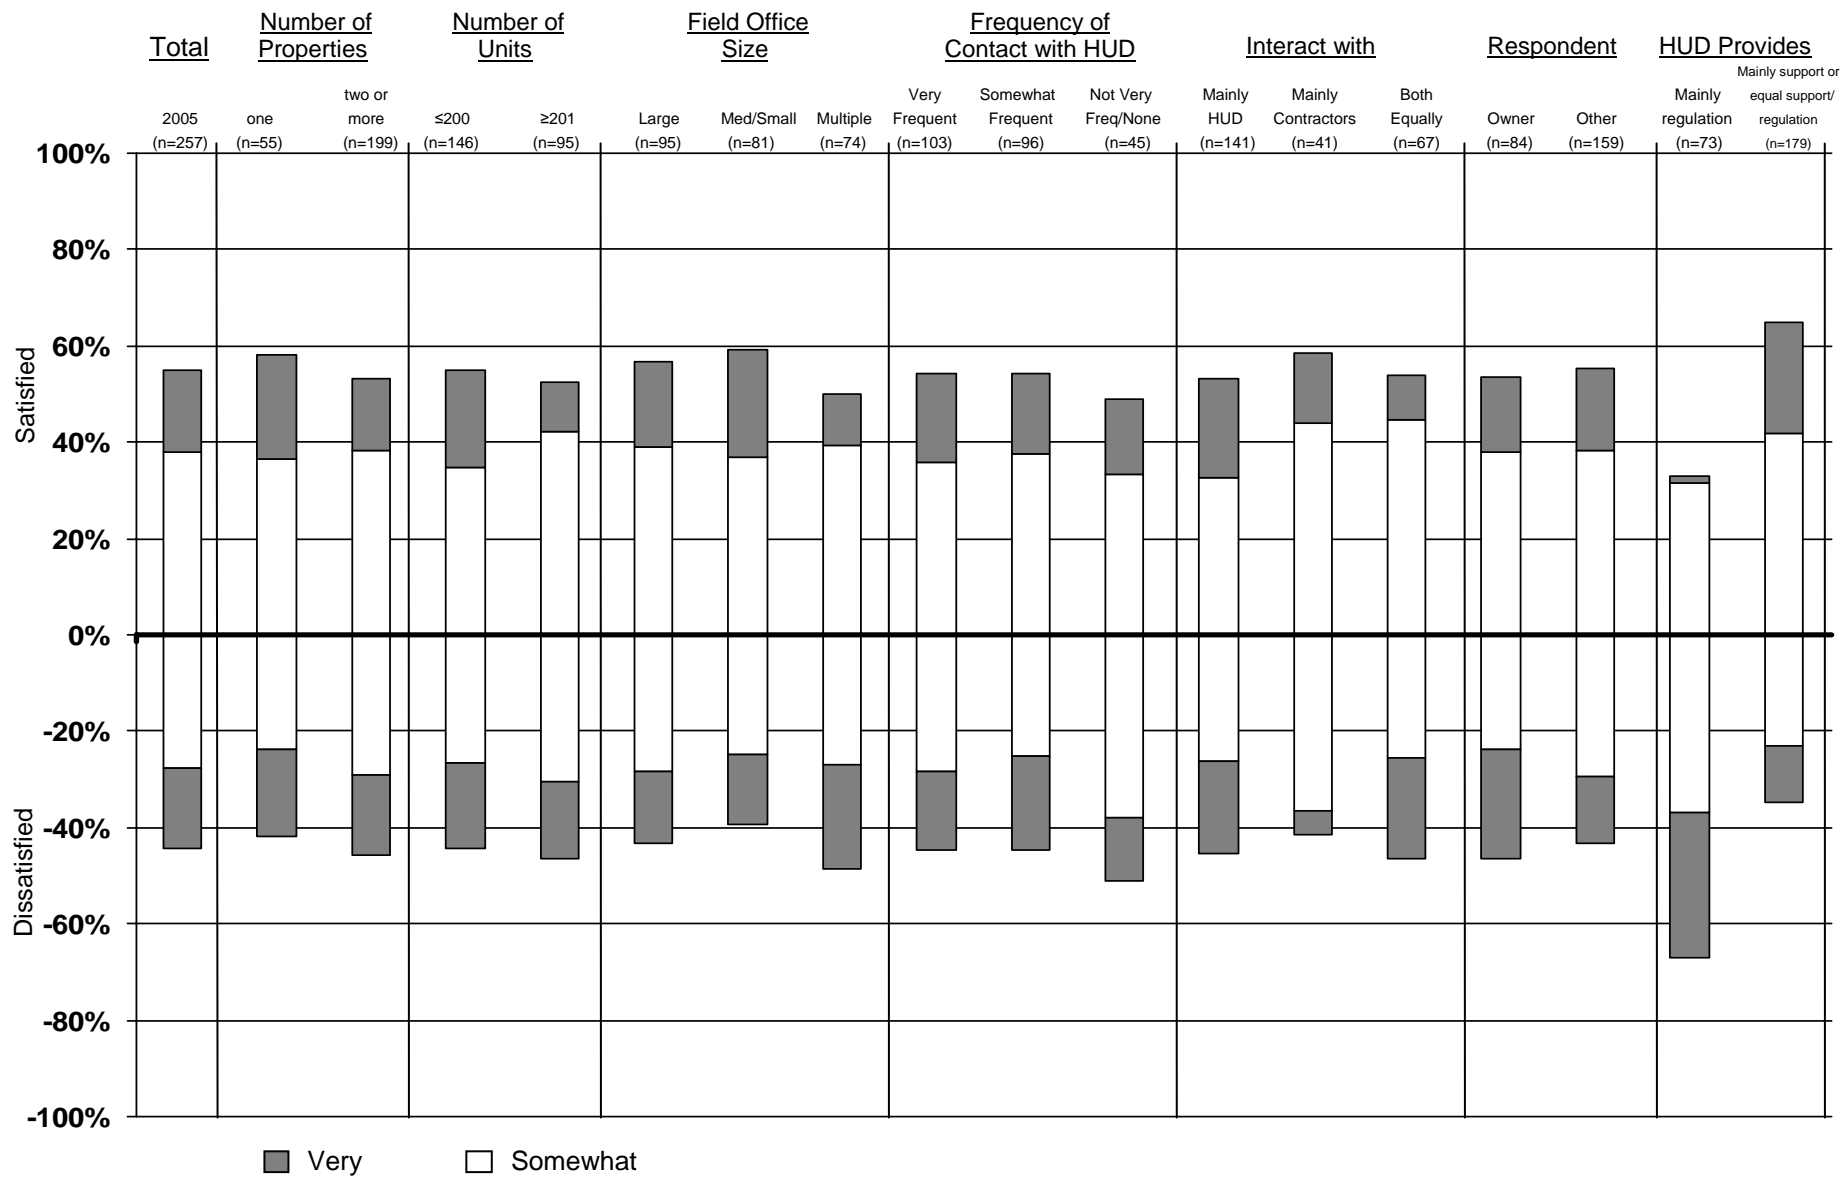 Total
Number of
Properties
Number of
Units
Field Office
Size
Frequency of
Contact with HUD
Interact with
Respondent
HUD Provides
2005
(n=257)
one
(n=55)
two or
more
(n=199)
≤200
(n=146)
≥201
(n=95)
Large
(n=95)
Med/Small
(n=81)
Multiple
(n=74)
Very
Frequent
(n=103)
Somewhat
Frequent
(n=96)
Not Very
Freq/None
(n=45)
Mainly
HUD
(n=141)
Mainly
Contractors
(n=41)
Both
Equally
(n=67)
Owner
(n=84)
Other
(n=159)
Mainly
regulation
(n=73)
Mainly support or
equal support/
regulation
(n=179)
100%
80%
60%
40%
20%
0%
-20%
-40%
-60%
-80%
-100%
Satisfied
Dissatisfied
Very
Somewhat